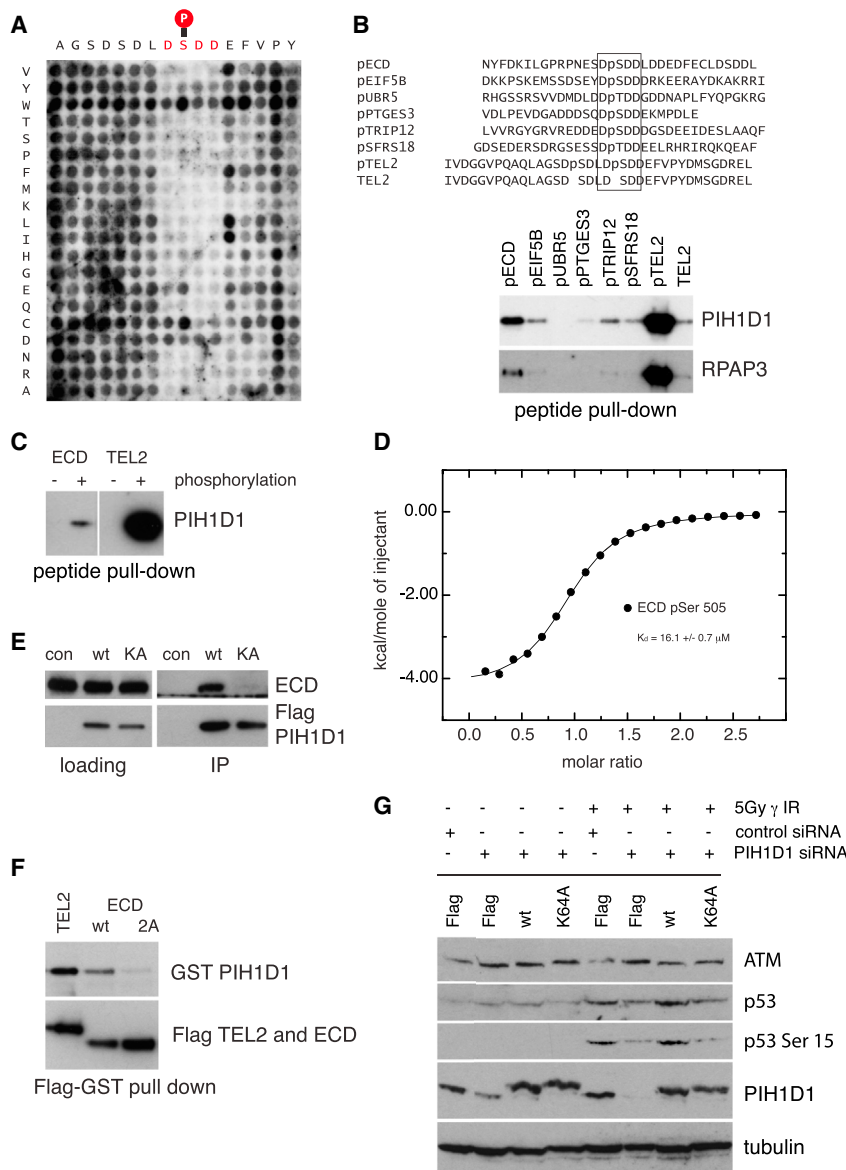 A
P
A G S D S D L D S D D E F V P Y
V
Y
W
T
S
P
F
M
K
L
I
H
G
E
Q
C
D
N
R
A
B
pECD NYFDKILGPRPNESDpSDDLDDEDFECLDSDDL
pEIF5B DKKPSKEMSSDSEYDpSDDDRKEERAYDKAKRRI
pUBR5 RHGSSRSVVDMDLDDpTDDGDDNAPLFYQPGKRG
pPTGES3 VDLPEVDGADDDSQDpSDDEKMPDLE
pTRIP12 LVVRGYGRVREDDEDpSDDDGSDEEIDESLAAQF
pSFRS18 GDSEDERSDRGSESSDpTDDEELRHRIRQKQEAF
pTEL2 IVDGGVPQAQLAGSDpSDLDpSDDEFVPYDMSGDREL
TEL2 IVDGGVPQAQLAGSD SDLD SDDEFVPYDMSGDREL
pECD pEIF5B pUBR5 pPTGES3 pTRIP12 pSFRS18 pTEL2 TEL2
PIH1D1
RPAP3
peptide pull-down
C
ECD TEL2
- + - + phosphorylation
PIH1D1
peptide pull-down
D
kcal/mole of injectant
0.00
-2.00
-4.00
ECD pSer 505
Kd = 16.1 +/- 0.7 μM
0.0 0.5 1.0 1.5 2.0 2.5
molar ratio
E
con wt KA con wt KA
ECD
Flag
PIH1D1
loading IP
F
TEL2 ECD
wt 2A
GST PIH1D1
Flag TEL2 and ECD
Flag-GST pull down
G
- - - - + + + + 5Gy γ IR
+ - - - + - - - control siRNA
- + + + - + + + PIH1D1 siRNA
Flag Flag wt K64A Flag Flag wt K64A
ATM
p53
p53 Ser 15
PIH1D1
tubulin